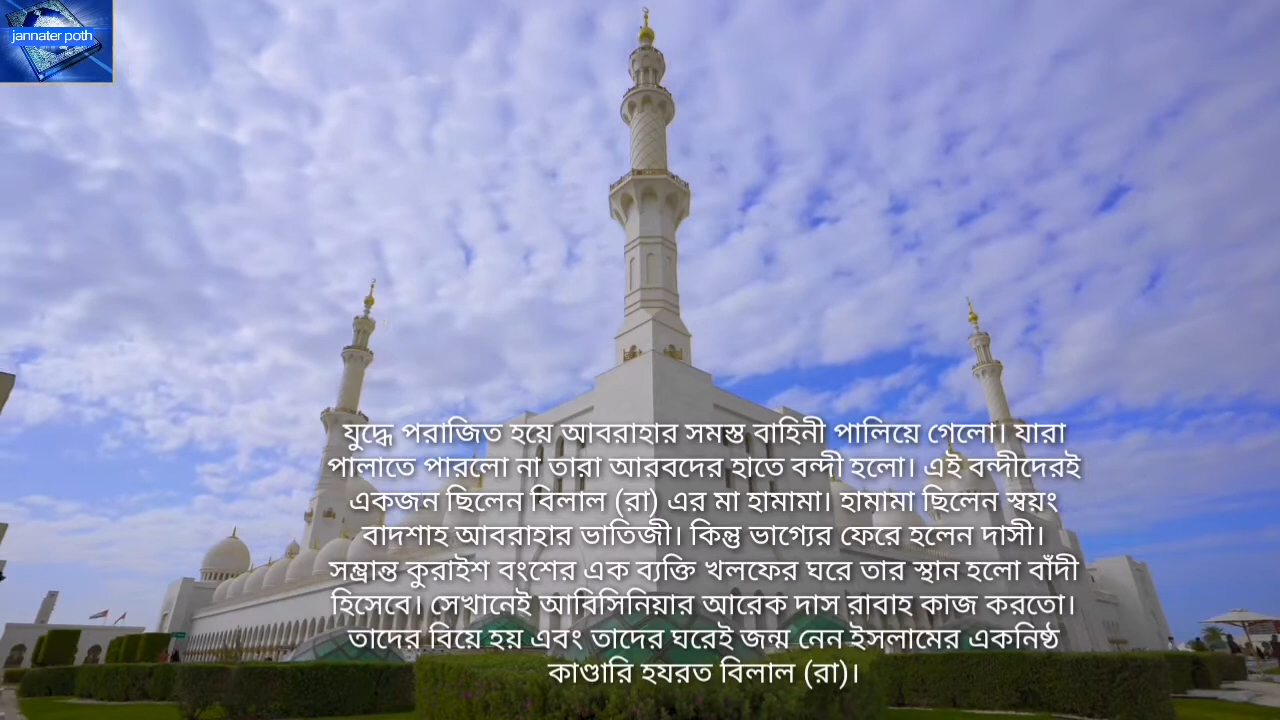 jannater poth
যুদ্ধে পরাজিত হয়ে আবরাহার সমস্ত বাহিনী পালিয়ে গেলো। যারা
পালাতে পারলো না তারা আরবদের হাতে বন্দী হলো। এই বন্দীদেরই
একজন ছিলেন বিলাল (রা) এর মা হামামা। হামামা ছিলেন স্বয়ং
বাদশাহ আবরাহার ভাতিজী। কিন্তু ভাগ্যের ফেরে হলেন দাসী।
সম্ভ্রান্ত কুরাইশ বংশের এক ব্যক্তি খলফের ঘরে তার স্থান হলো বাঁদী
হিসেবে। সেখানেই আবিসিনিয়ার আরেক দাস রাবাহ কাজ করতো।
তাদের বিয়ে হয় এবং তাদের ঘরেই জন্ম নেন ইসলামের একনিষ্ঠ
কাণ্ডারি হযরত বিলাল (রা)।